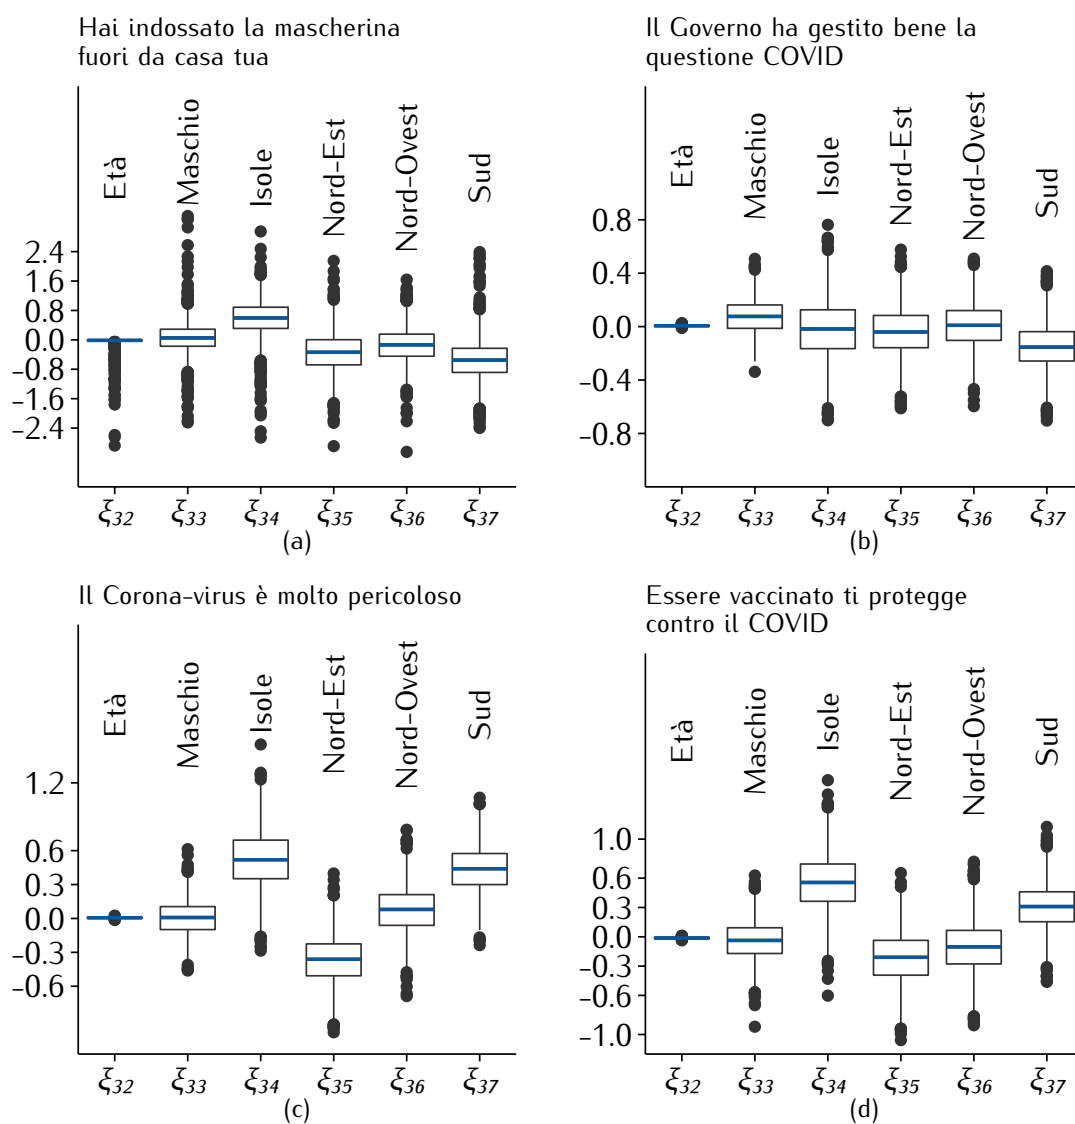 Hai indossato la mascherina
fuori da casa tua
Età
Maschio
Isole
Nord-Est
Nord-Ovest
Sud
2.4
1.6
0.8
0.0
−0.8
−1.6
−2.4
ξ32 ξ33 ξ34 ξ35 ξ36 ξ37
(a)
Il Governo ha gestito bene la
questione COVID
Età
Maschio
Isole
Nord-Est
Nord-Ovest
Sud
0.8
0.4
0.0
−0.4
−0.8
ξ32 ξ33 ξ34 ξ35 ξ36 ξ37
(b)
Il Corona-virus è molto pericoloso
Età
Maschio
Isole
Nord-Est
Nord-Ovest
Sud
1.2
0.6
0.3
0.0
−0.3
−0.6
ξ32 ξ33 ξ34 ξ35 ξ36 ξ37
(c)
Essere vaccinato ti protegge
contro il COVID
Età
Maschio
Isole
Nord-Est
Nord-Ovest
Sud
1.0
0.6
0.3
0.0
−0.3
−0.6
−1.0
ξ32 ξ33 ξ34 ξ35 ξ36 ξ37
(d)